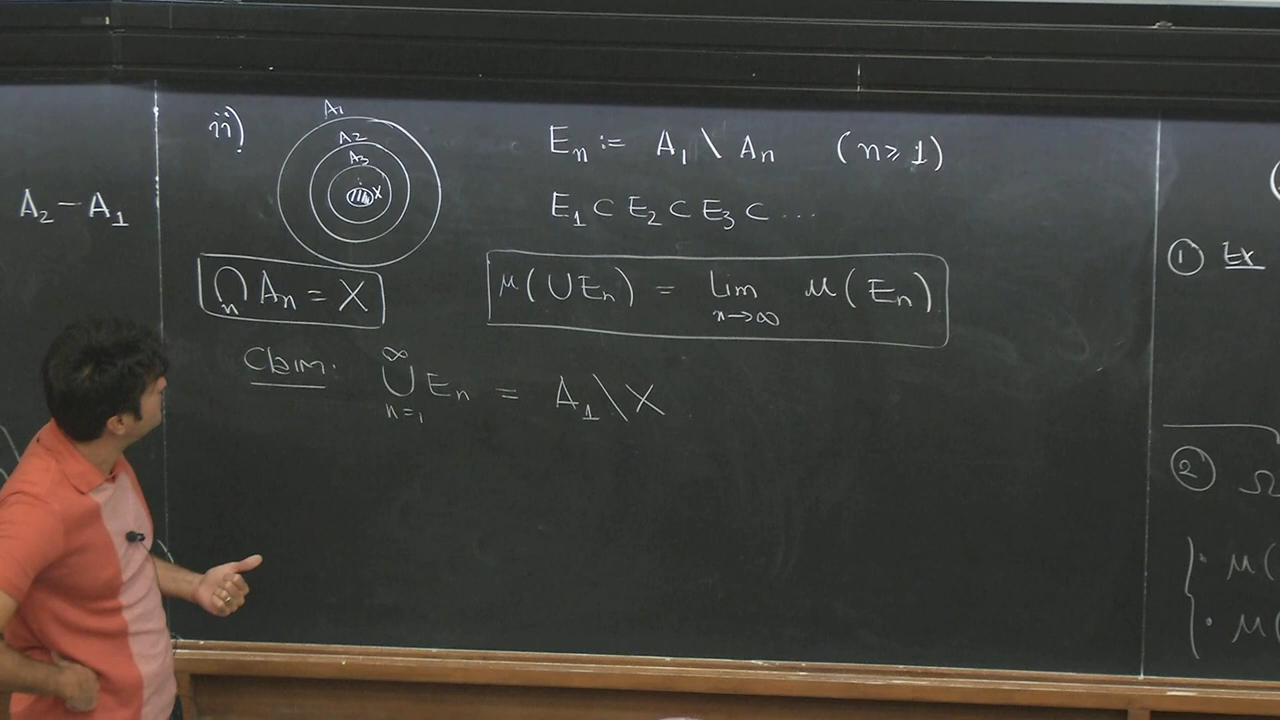 A₂ − A₁
ii)
A₁
A₂
A₃
X
Eₙ := A₁ \ Aₙ (n ⩾ 1)
E₁ ⊂ E₂ ⊂ E₃ ⊂ ...
⋂ₙ Aₙ = X
μ(∪Eₙ) = lim_{n→∞} μ(Eₙ)
Claim: ⋃_{n=1}^{∞} Eₙ = A₁ \ X
① Ex
② Ω
{ · μ(
· μ(